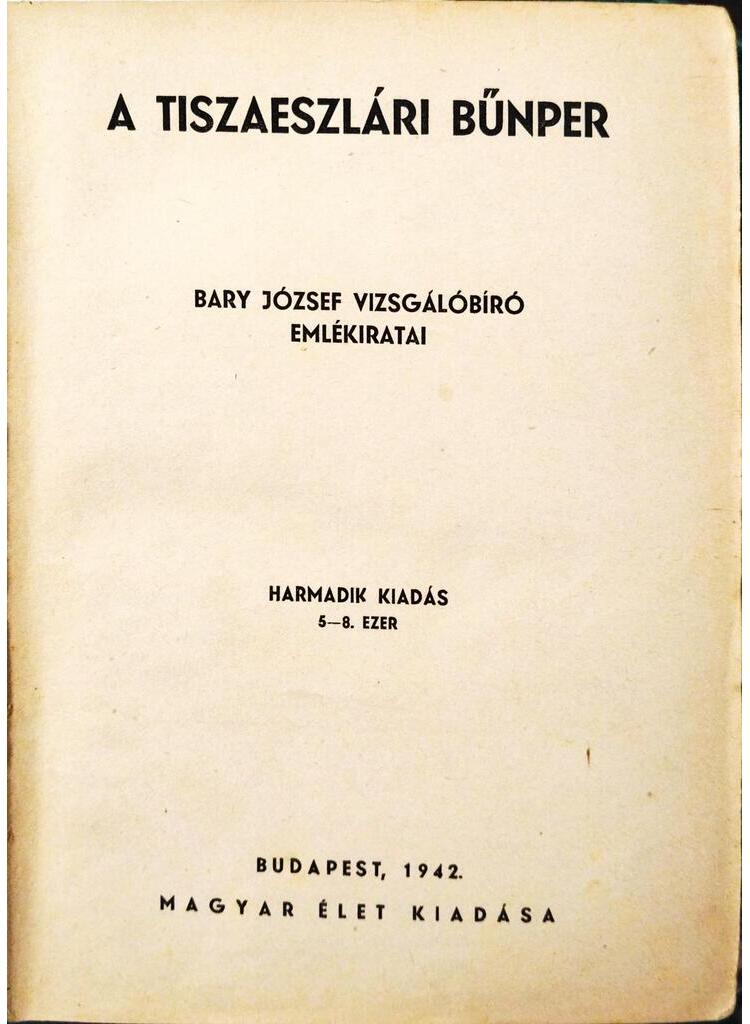 A TISZAESZLÁRI BŰNPER
BARY JÓZSEF VIZSGÁLÓBÍRÓ
EMLÉKIRATAI
HARMADIK KIADÁS
5—8. EZER
BUDAPEST, 1942.
MAGYAR ÉLET KIADÁSA